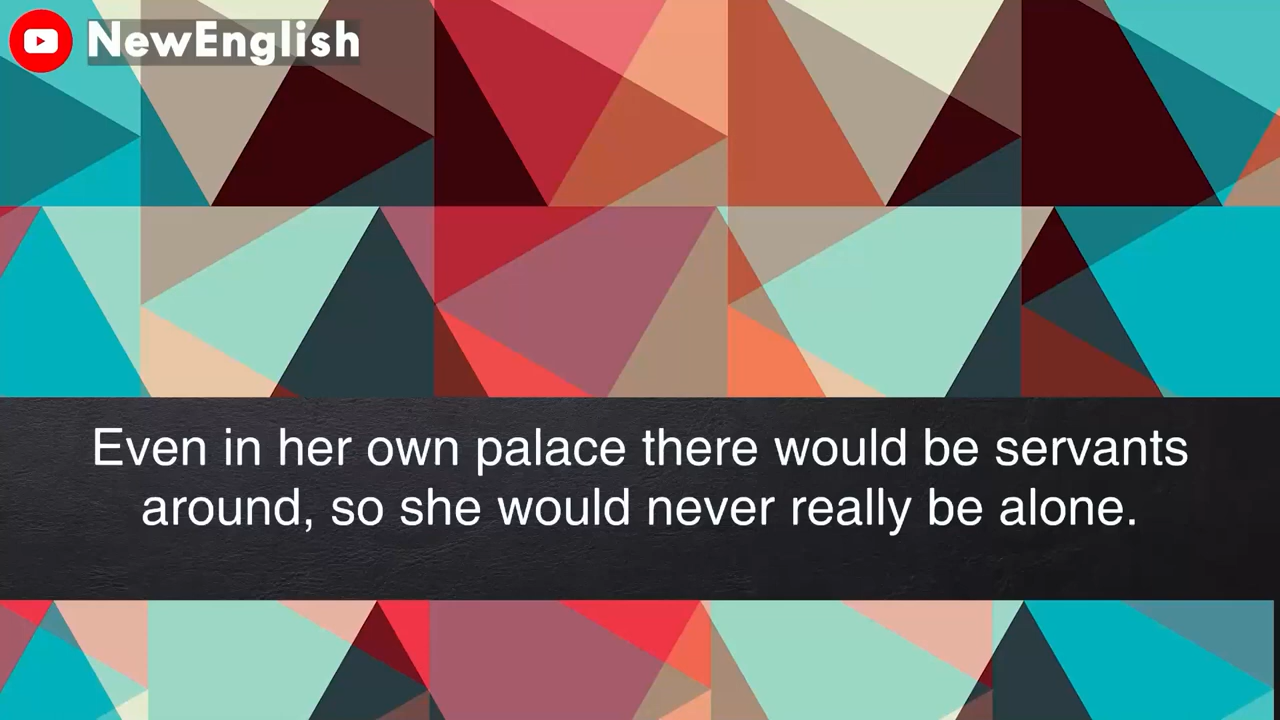 NewEnglish
Even in her own palace there would be servants
around, so she would never really be alone.